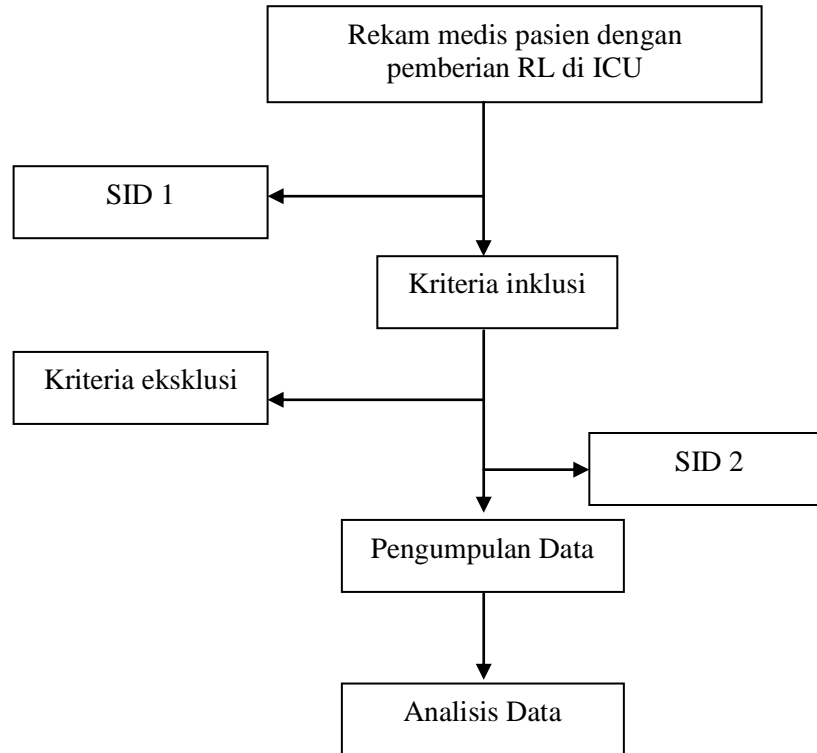 Rekam medis pasien dengan
pemberian RL di ICU
SID 1
Kriteria inklusi
Kriteria eksklusi
SID 2
Pengumpulan Data
Analisis Data